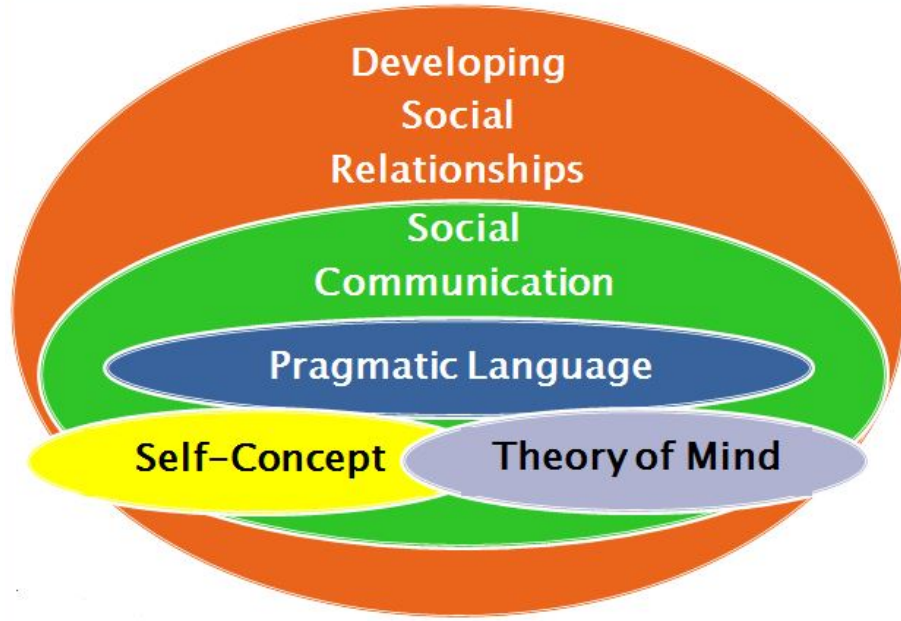 Developing
Social
Relationships
Social
Communication
Pragmatic Language
Self-Concept
Theory of Mind